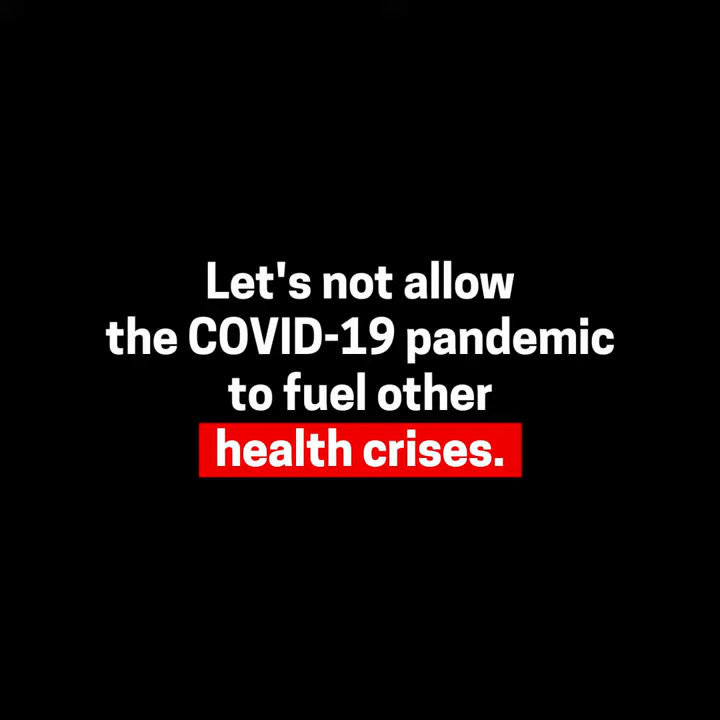 Let's not allow
the COVID-19 pandemic
to fuel other
health crises.